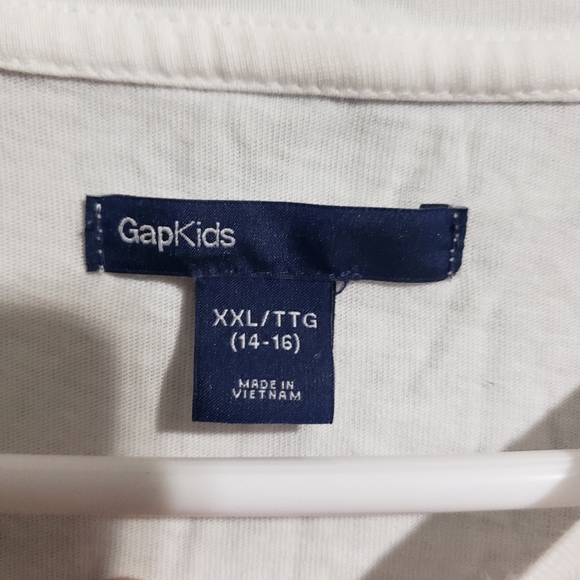 GapKids
XXL/TTG
(14-16)
MADE IN
VIETNAM